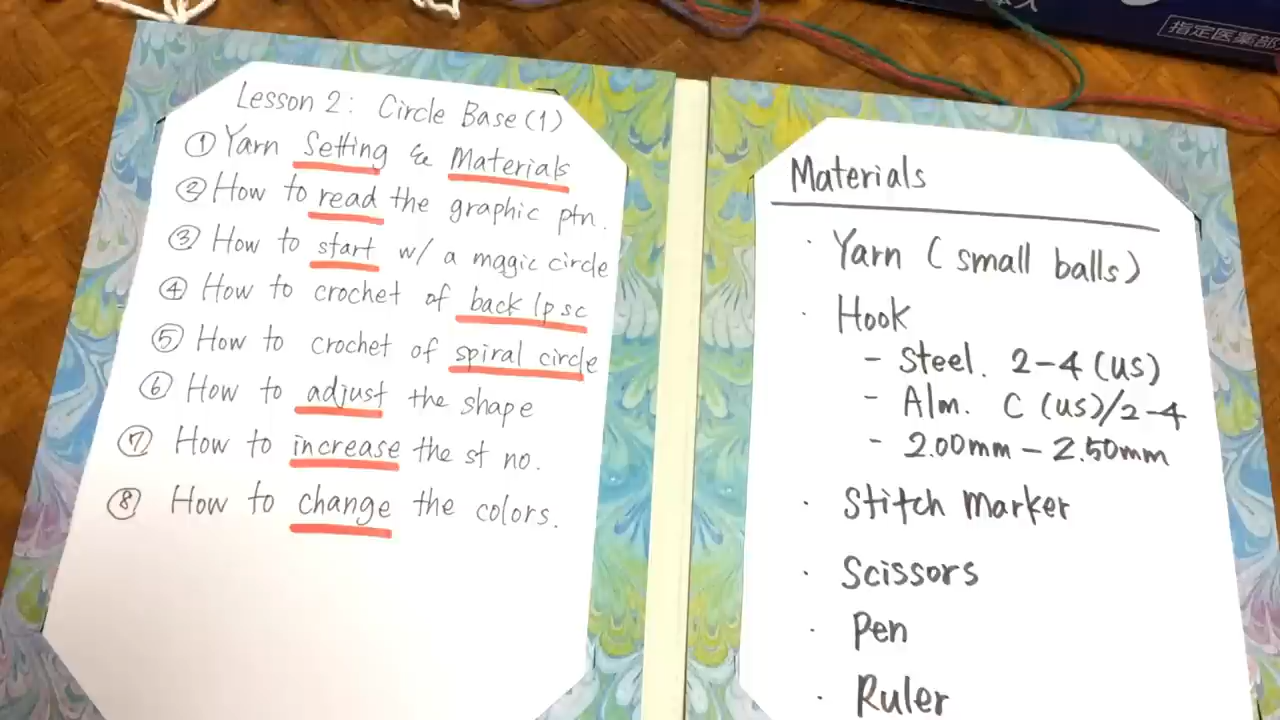 本入
指定医薬部
Lesson 2: Circle Base (1)
① Yarn Setting & Materials
② How to read the graphic ptn.
③ How to start w/ a magic circle
④ How to crochet of back lp sc
⑤ How to crochet of spiral circle
⑥ How to adjust the shape
⑦ How to increase the st no.
⑧ How to change the colors.
Materials
· Yarn (small balls)
· Hook
- Steel. 2-4 (US)
- Alm. C (US)/2-4
- 2.00mm - 2.50mm
· Stitch Marker
· Scissors
· Pen
· Ruler